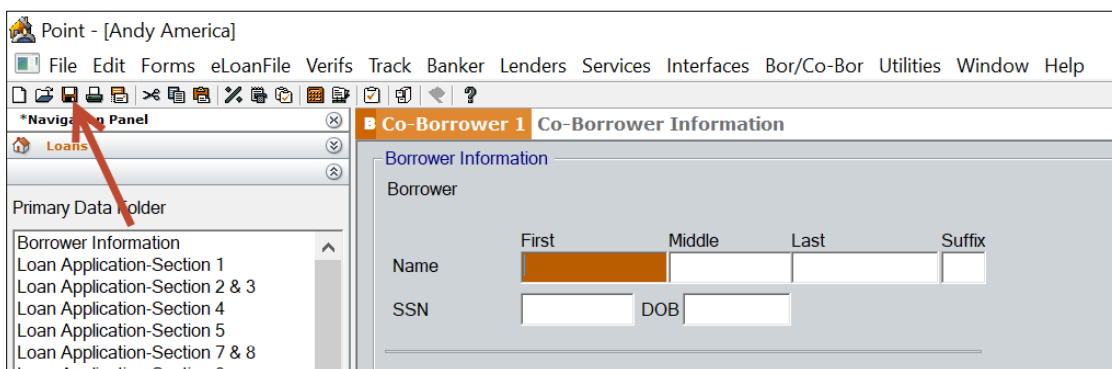 Point - [Andy America]
File Edit Forms eLoanFile Verifs Track Banker Lenders Services Interfaces Bor/Co-Bor Utilities Window Help
*Navigation Panel
B Co-Borrower 1 Co-Borrower Information
Loans
Borrower Information
Borrower
Primary Data Folder
Borrower Information
Loan Application-Section 1
Loan Application-Section 2 & 3
Loan Application-Section 4
Loan Application-Section 5
Loan Application-Section 7 & 8
First Middle Last Suffix
Name
SSN DOB